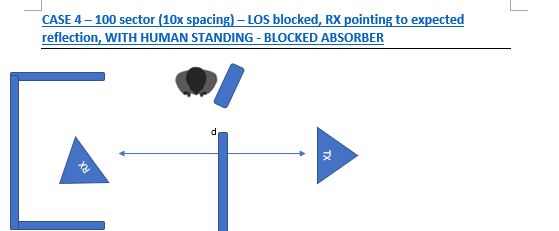 CASE 4 – 100 sector (10x spacing) – LOS blocked, RX pointing to expected
reflection, WITH HUMAN STANDING - BLOCKED ABSORBER
d
RX
TX